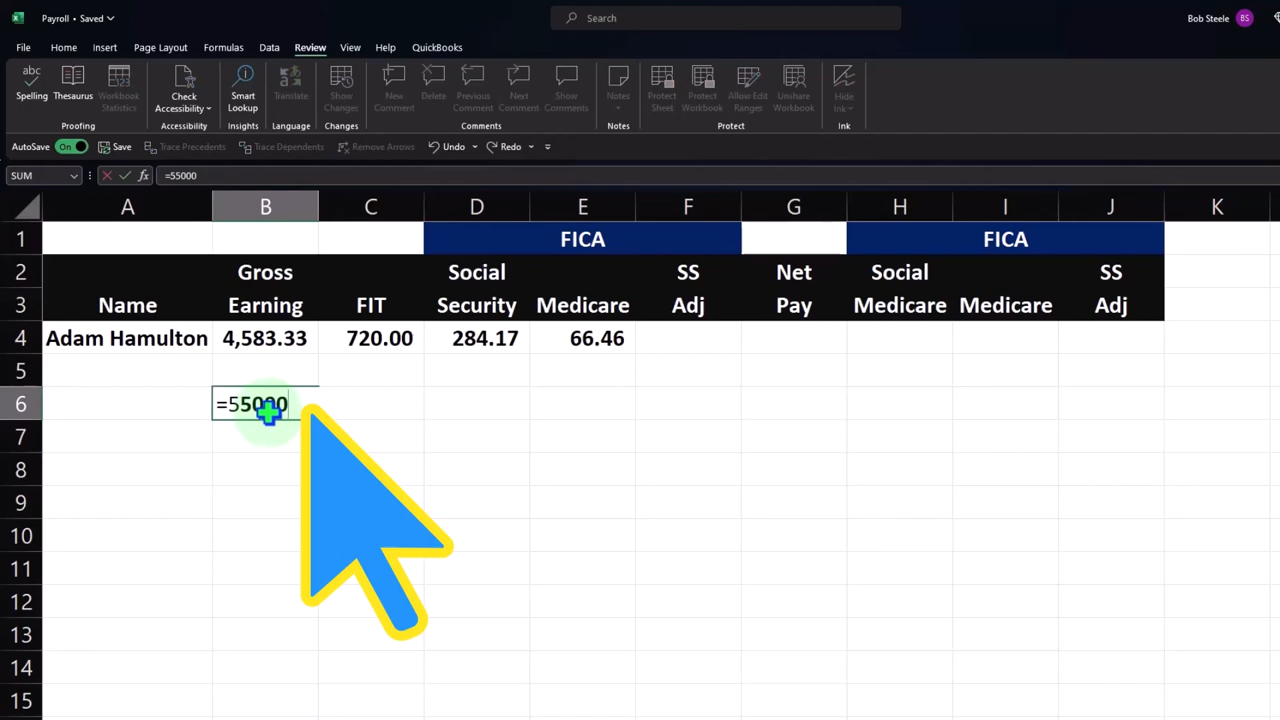 Payroll • Saved
Search
Bob Steele BS
File Home Insert Page Layout Formulas Data Review View Help QuickBooks
abc
123
Spelling Thesaurus Workbook Statistics Check Accessibility Smart Lookup Translate Show Changes New Comment Delete Previous Comment Next Comment Show Comments Notes Protect Sheet Protect Workbook Allow Edit Ranges Unshare Workbook Hide Ink
Proofing Accessibility Insights Language Changes Comments Notes Protect Ink
AutoSave On Save Trace Precedents Trace Dependents Remove Arrows Undo Redo
SUM fx =55000
A B C D E F G H I J K
1 FICA FICA
2 Gross Social SS Net Social SS
3 Name Earning FIT Security Medicare Adj Pay Medicare Medicare Adj
4 Adam Hamulton 4,583.33 720.00 284.17 66.46
5
6 =55000
7
8
9
10
11
12
13
14
15